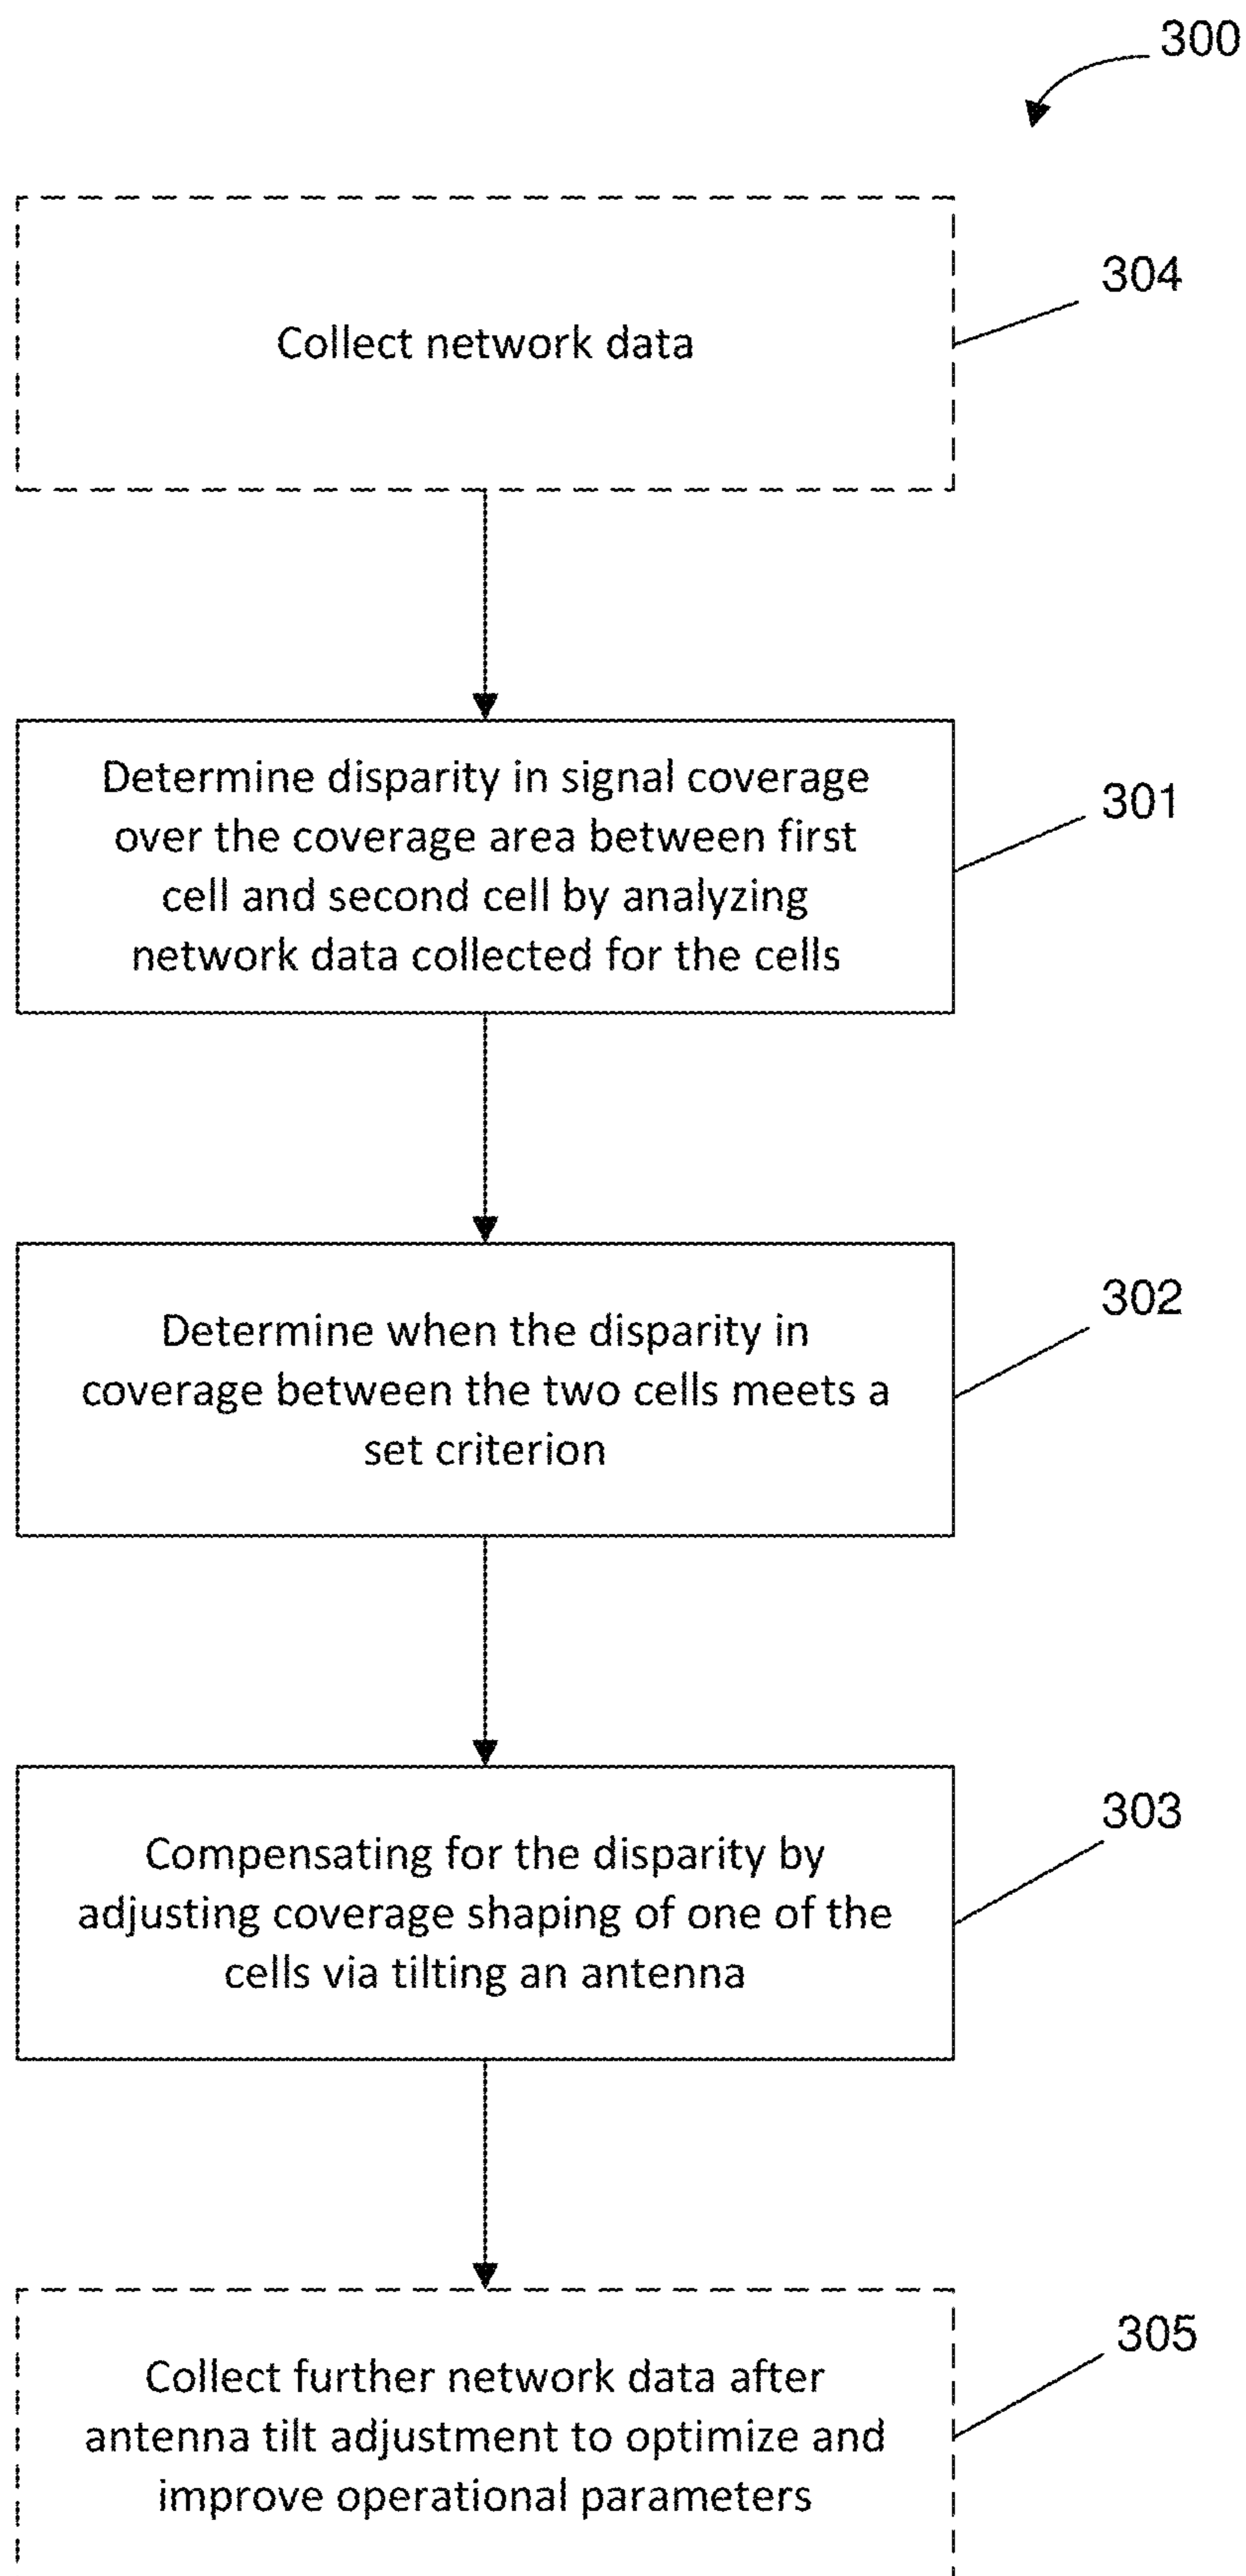 300
Collect network data
304
Determine disparity in signal coverage
over the coverage area between first
cell and second cell by analyzing
network data collected for the cells
301
Determine when the disparity in
coverage between the two cells meets a
set criterion
302
Compensating for the disparity by
adjusting coverage shaping of one of the
cells via tilting an antenna
303
Collect further network data after
antenna tilt adjustment to optimize and
improve operational parameters
305